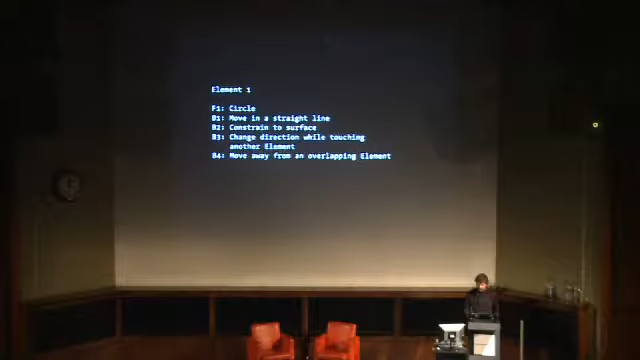 Element 1
F1: Circle
B1: Move in a straight line
B2: Constrain to surface
B3: Change direction while touching
another Element
B4: Move away from an overlapping Element